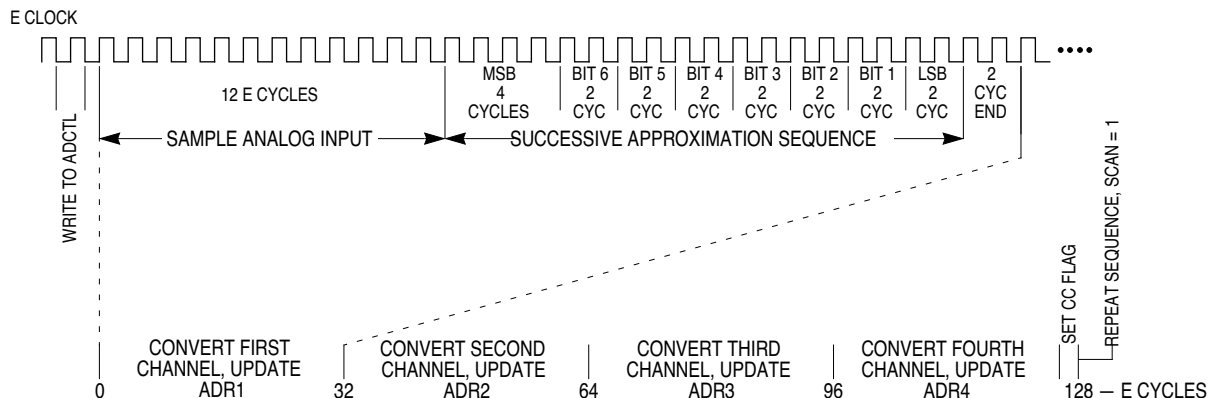 E CLOCK
12 E CYCLES
MSB
4
CYCLES
BIT 6
2
CYC
BIT 5
2
CYC
BIT 4
2
CYC
BIT 3
2
CYC
BIT 2
2
CYC
BIT 1
2
CYC
LSB
2
CYC
2
CYC
END
WRITE TO ADCTL
SAMPLE ANALOG INPUT
SUCCESSIVE APPROXIMATION SEQUENCE
SET CC FLAG
REPEAT SEQUENCE, SCAN = 1
CONVERT FIRST
CHANNEL, UPDATE
ADR1
CONVERT SECOND
CHANNEL, UPDATE
ADR2
CONVERT THIRD
CHANNEL, UPDATE
ADR3
CONVERT FOURTH
CHANNEL, UPDATE
ADR4
0
32
64
96
128 — E CYCLES